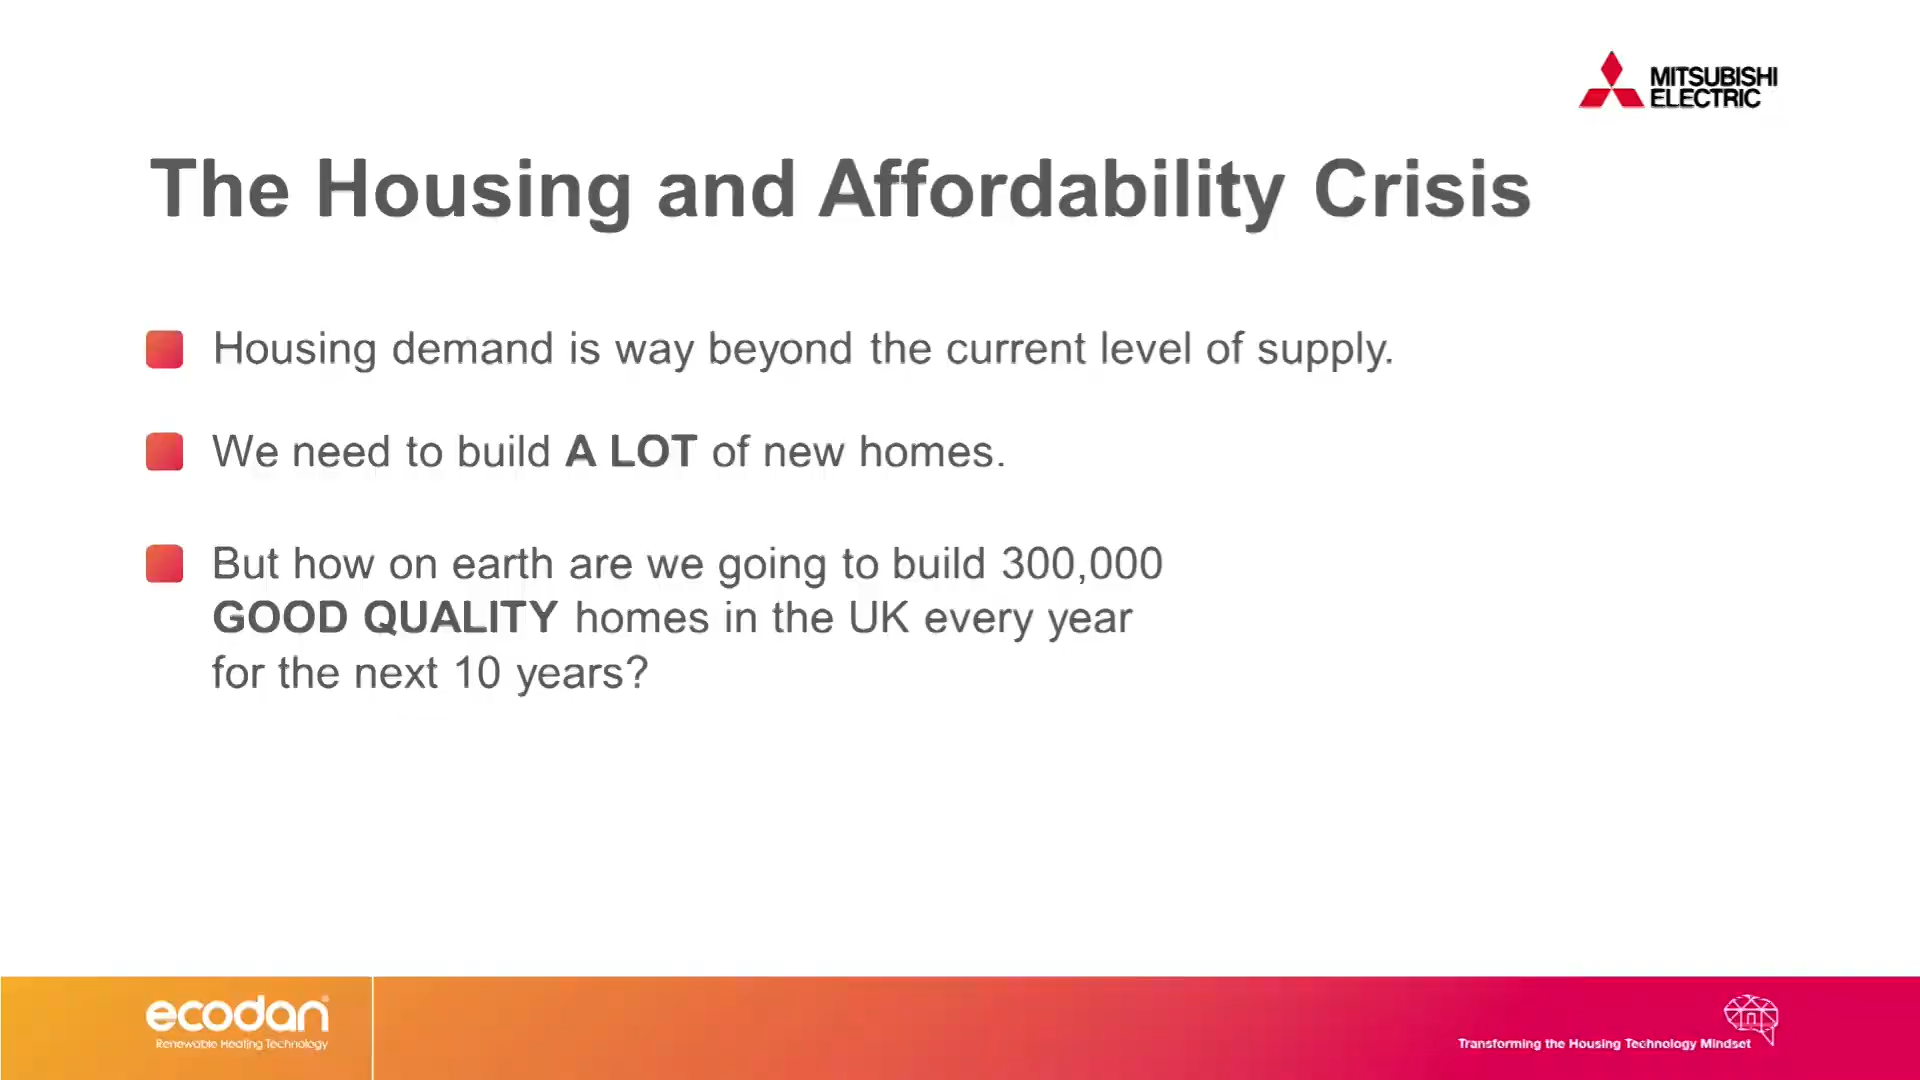 MITSUBISHI
ELECTRIC
The Housing and Affordability Crisis
Housing demand is way beyond the current level of supply.
We need to build A LOT of new homes.
But how on earth are we going to build 300,000
GOOD QUALITY homes in the UK every year
for the next 10 years?
ecodan®
Renewable Heating Technology
Transforming the Housing Technology Mindset